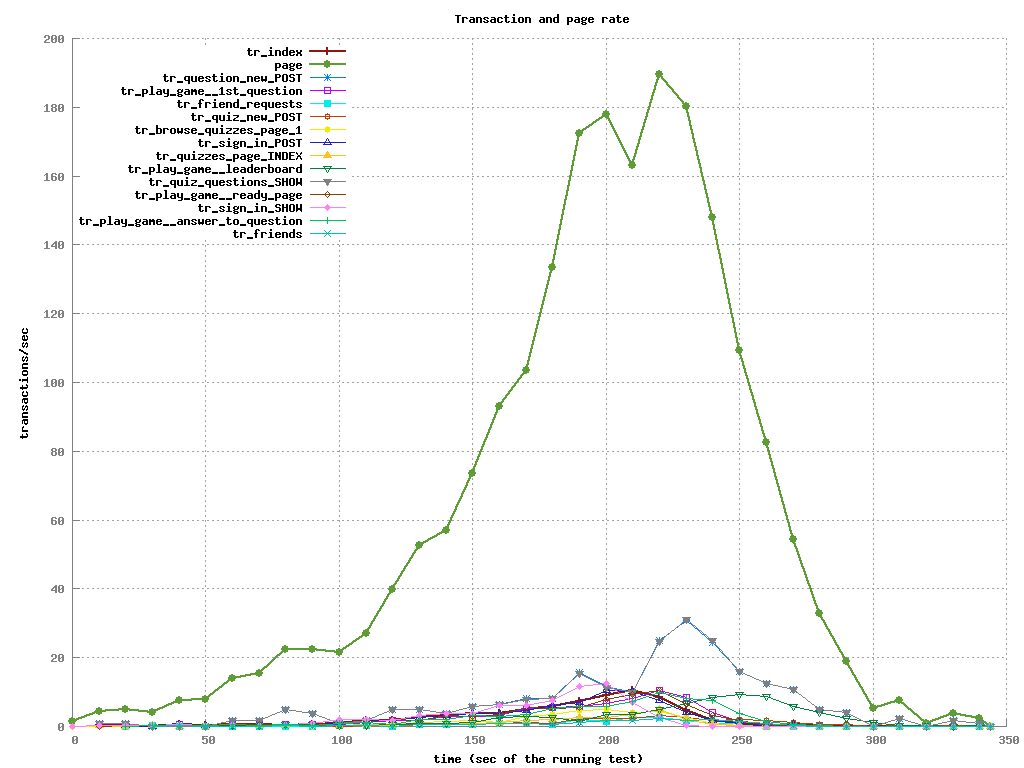 Transaction and page rate
200
180
160
140
120
100
80
60
40
20
0
transactions/sec
tr_index
page
tr_question_new_POST
tr_play_game__1st_question
tr_friend_requests
tr_quiz_new_POST
tr_browse_quizzes_page_1
tr_sign_in_POST
tr_quizzes_page_INDEX
tr_play_game__leaderboard
tr_quiz_questions_SHOW
tr_play_game__ready_page
tr_sign_in_SHOW
tr_play_game__answer_to_question
tr_friends
0 50 100 150 200 250 300 350
time (sec of the running test)